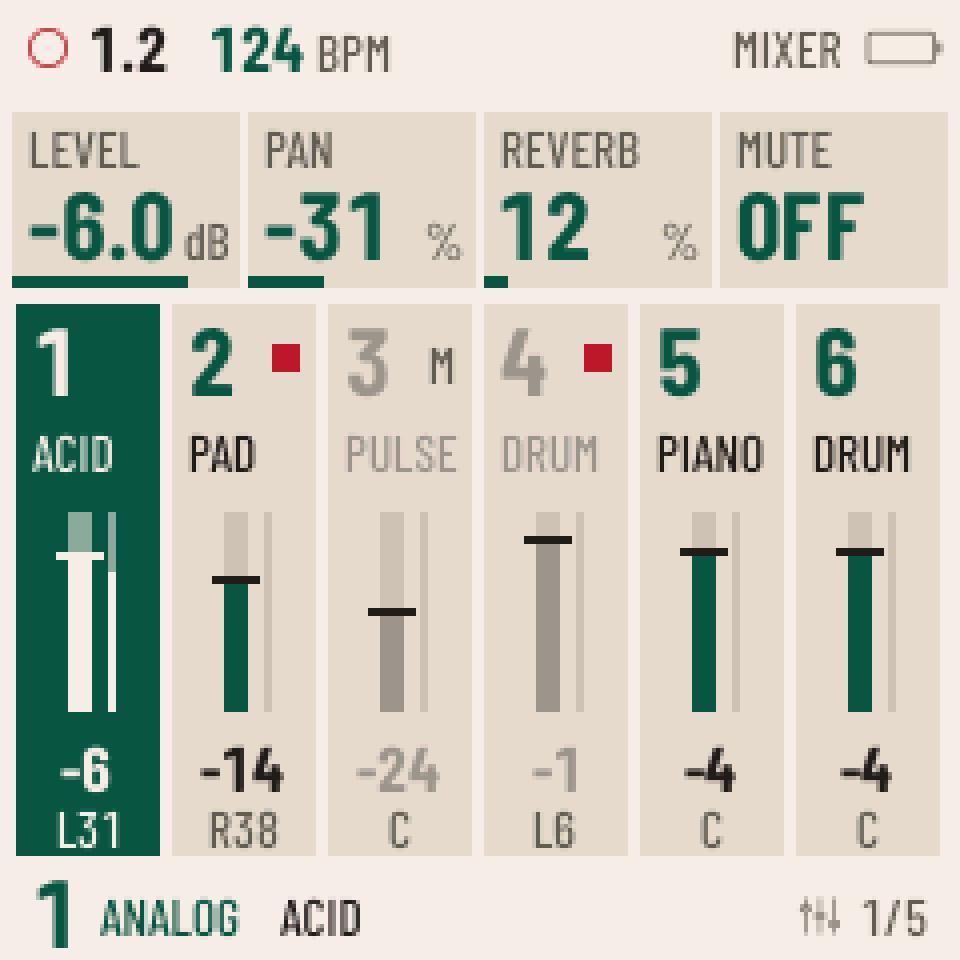 1.2 124 BPM MIXER
LEVEL PAN REVERB MUTE
-6.0 dB -31 % 12 % OFF
1 2 3 M 4 5 6
ACID PAD PULSE DRUM PIANO DRUM
-6 -14 -24 -1 -4 -4
L31 R38 C L6 C C
1 ANALOG ACID 1/5